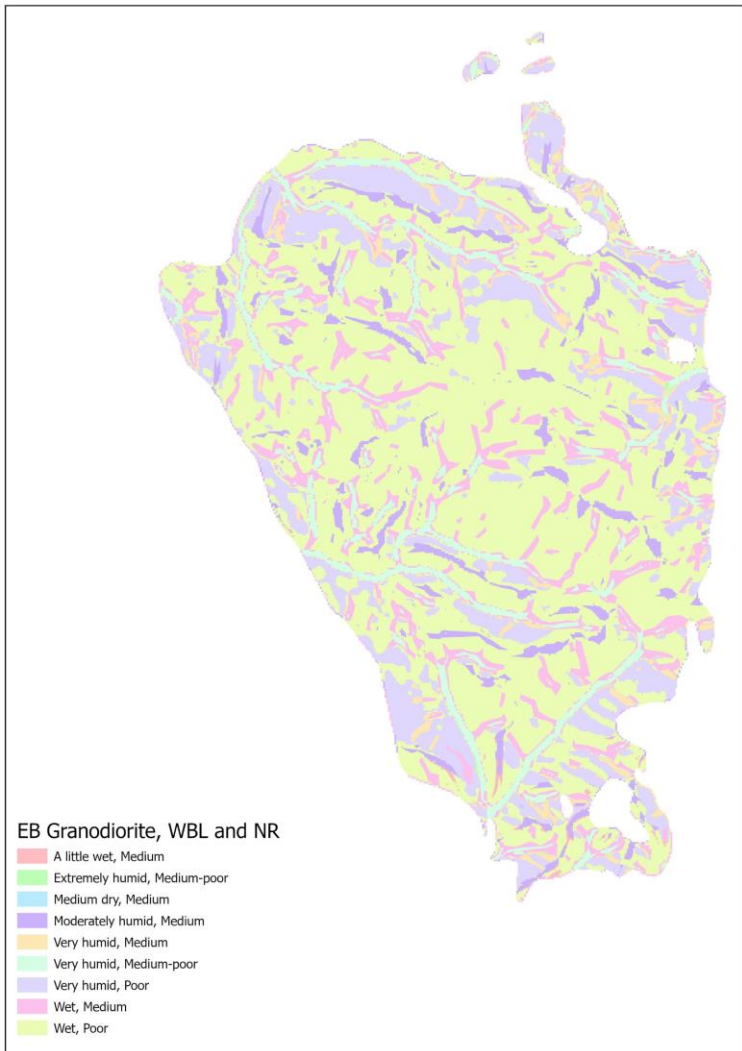 EB Granodiorite, WBL and NR
A little wet, Medium
Extremely humid, Medium-poor
Medium dry, Medium
Moderately humid, Medium
Very humid, Medium
Very humid, Medium-poor
Very humid, Poor
Wet, Medium
Wet, Poor